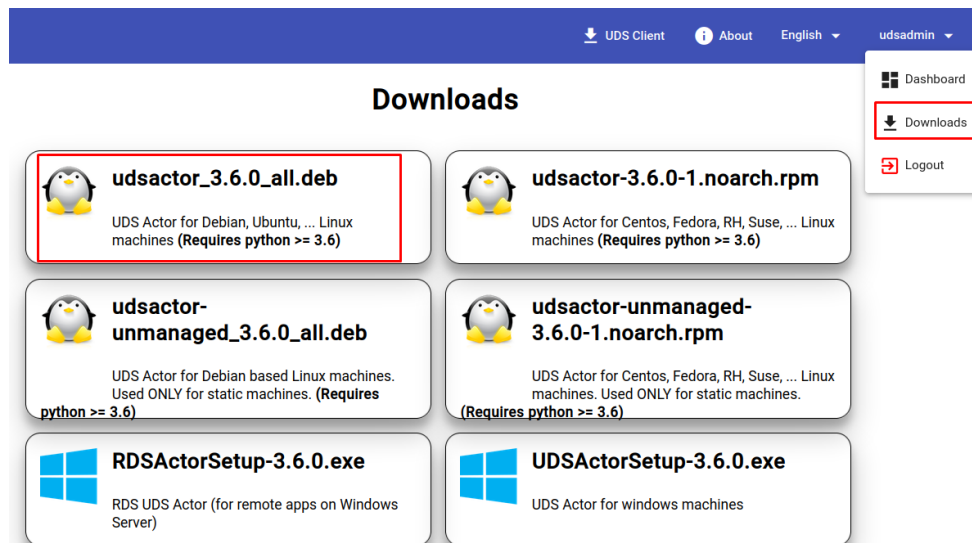 UDS Client
About
English
udsadmin
Dashboard
Downloads
Logout
Downloads
udsactor_3.6.0_all.deb
UDS Actor for Debian, Ubuntu, ... Linux
machines (Requires python >= 3.6)
udsactor-3.6.0-1.noarch.rpm
UDS Actor for Centos, Fedora, RH, Suse, ... Linux
machines (Requires python >= 3.6)
udsactor-
unmanaged_3.6.0_all.deb
UDS Actor for Debian based Linux machines.
Used ONLY for static machines. (Requires
python >= 3.6)
udsactor-unmanaged-
3.6.0-1.noarch.rpm
UDS Actor for Centos, Fedora, RH, Suse, ... Linux
machines. Used ONLY for static machines.
(Requires python >= 3.6)
RDSActorSetup-3.6.0.exe
RDS UDS Actor (for remote apps on Windows
Server)
UDSActorSetup-3.6.0.exe
UDS Actor for windows machines